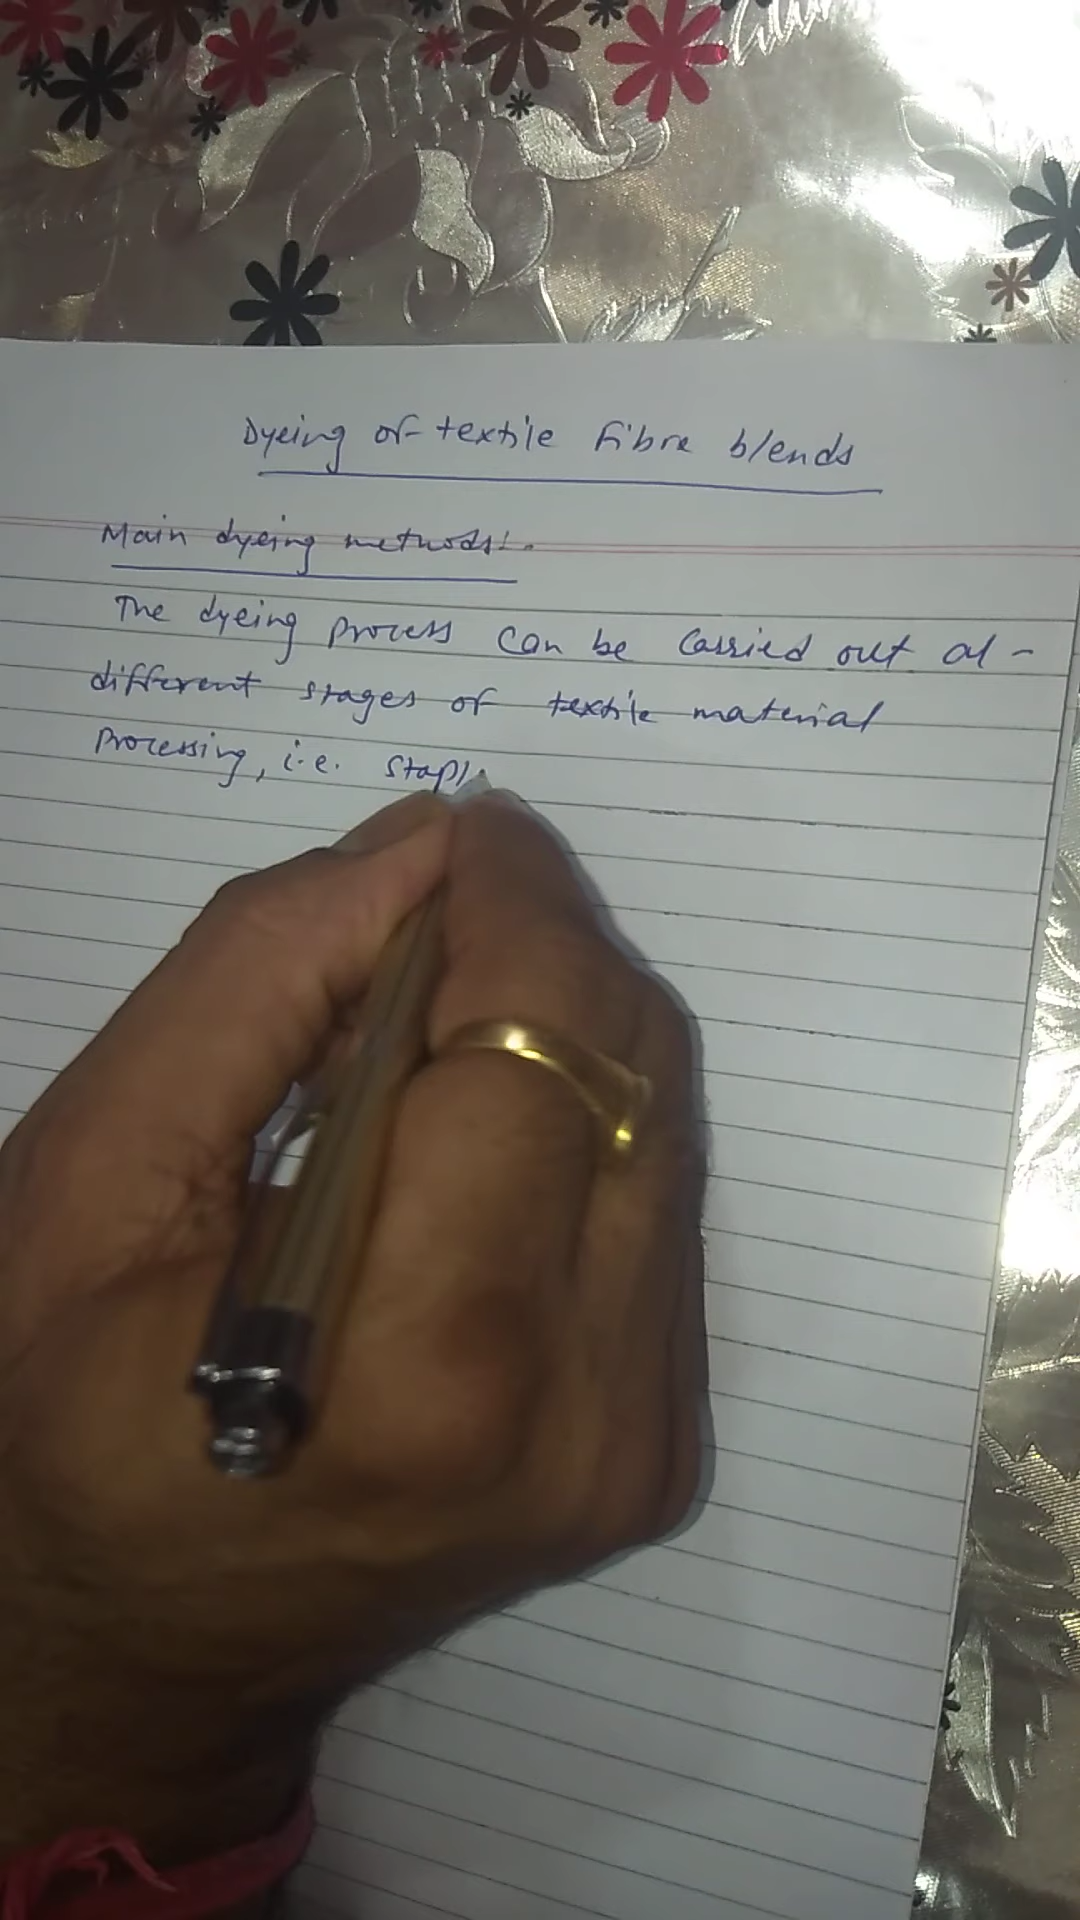 Dyeing of textile fibre blends
Main dyeing methods:-
The dyeing process can be carried out at
different stages of textile material
processing, i.e. stapl